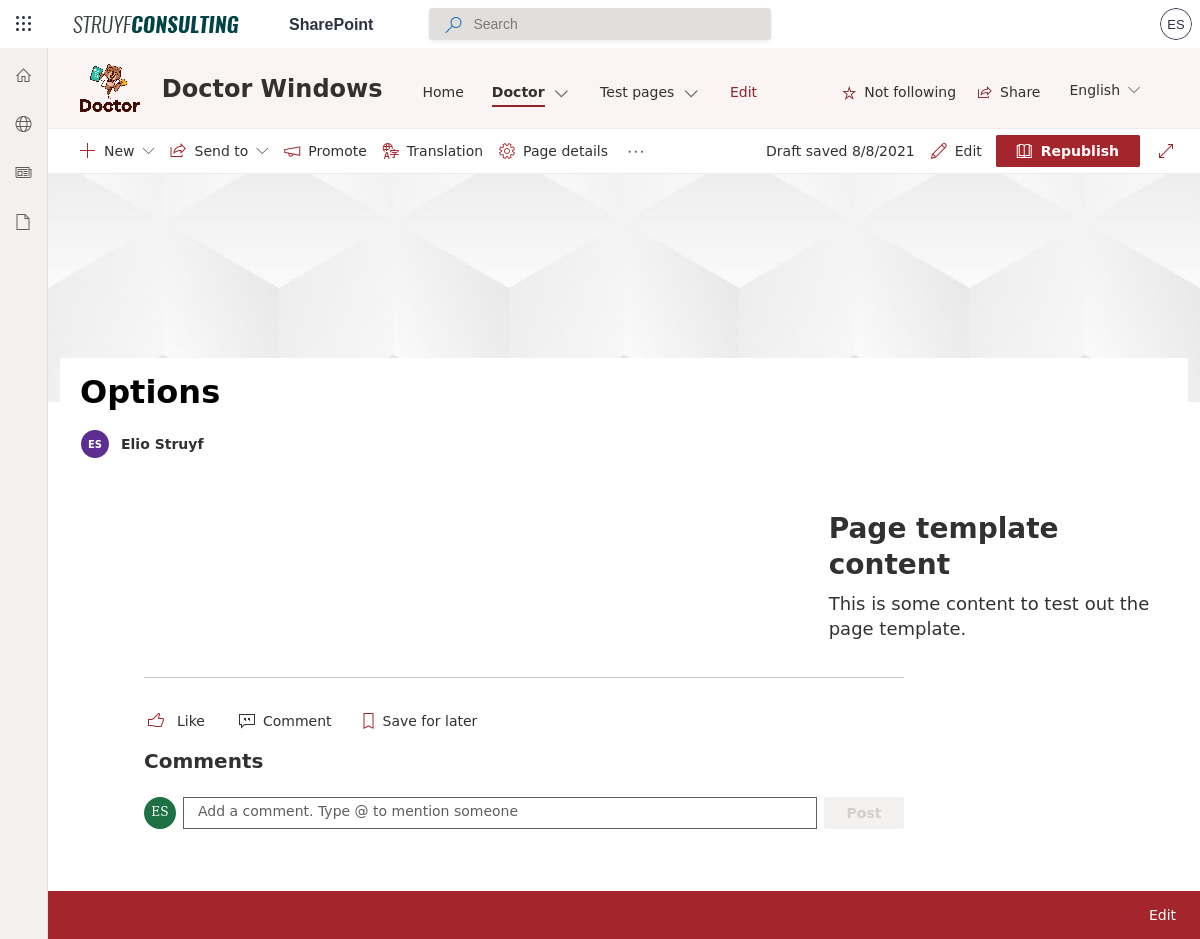 STRUYFCONSULTING SharePoint Search ES
Doctor Doctor Windows Home Doctor Test pages Edit Not following Share English
New Send to Promote Translation Page details ··· Draft saved 8/8/2021 Edit Republish
Options
ES Elio Struyf
Page template
content
This is some content to test out the
page template.
Like Comment Save for later
Comments
ES Add a comment. Type @ to mention someone Post
Edit